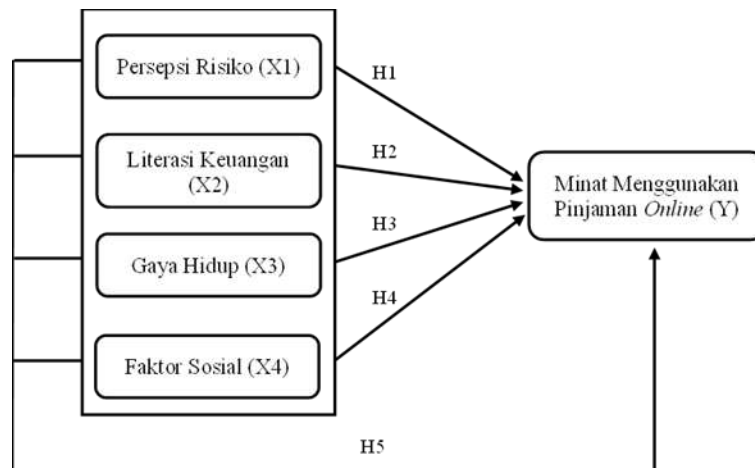 Persepsi Risiko (X1)
H1
Literasi Keuangan
(X2)
H2
Minat Menggunakan
Pinjaman Online (Y)
H3
Gaya Hidup (X3)
H4
Faktor Sosial (X4)
H5